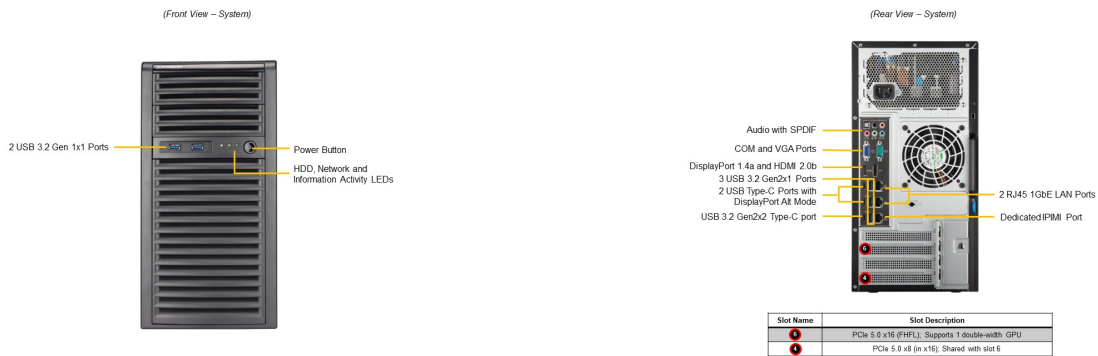 (Front View – System)
2 USB 3.2 Gen 1x1 Ports
Power Button
HDD, Network and
Information Activity LEDs
(Rear View – System)
Audio with SPDIF
COM and VGA Ports
DisplayPort 1.4a and HDMI 2.0b
3 USB 3.2 Gen2x1 Ports
2 USB Type-C Ports with
DisplayPort Alt Mode
USB 3.2 Gen2x2 Type-C port
2 RJ45 1GbE LAN Ports
Dedicated IPIMI Port
6
4
Slot Name Slot Description
6 PCIe 5.0 x16 (FHFL); Supports 1 double-width GPU
4 PCIe 5.0 x8 (in x16); Shared with slot 6